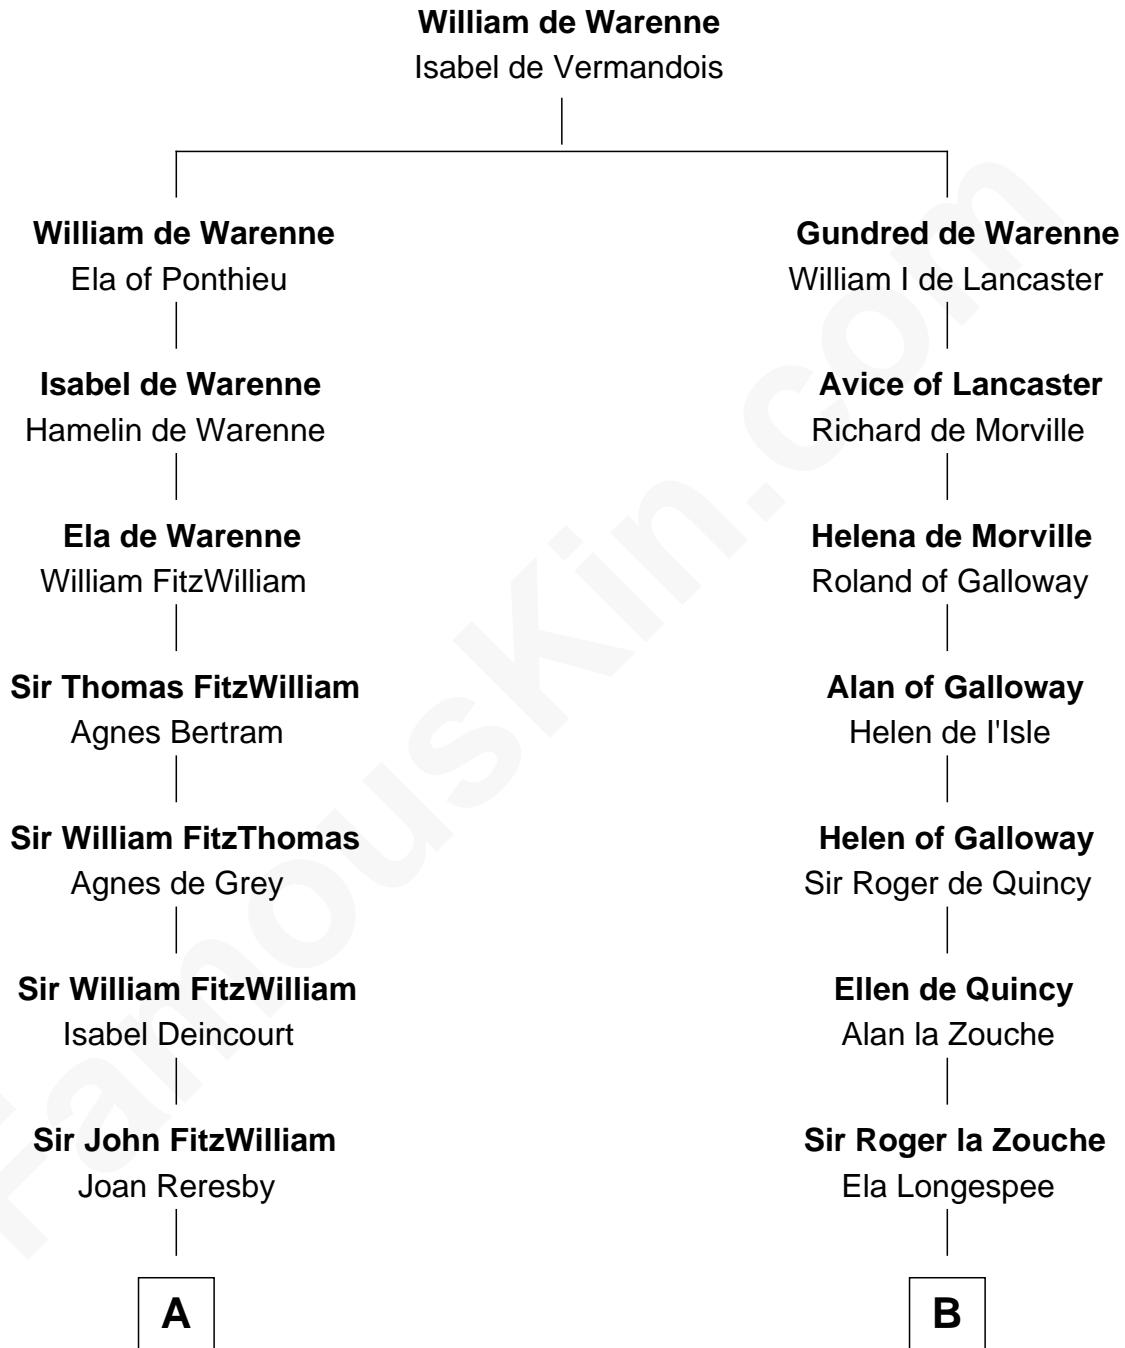 William de Warenne
Isabel de Vermandois
William de Warenne
Ela of Ponthieu
Isabel de Warenne
Hamelin de Warenne
Ela de Warenne
William FitzWilliam
Sir Thomas FitzWilliam
Agnes Bertram
Sir William FitzThomas
Agnes de Grey
Sir William FitzWilliam
Isabel Deincourt
Sir John FitzWilliam
Joan Reresby
A
Gundred de Warenne
William I de Lancaster
Avice of Lancaster
Richard de Morville
Helena de Morville
Roland of Galloway
Alan of Galloway
Helen de l'Isle
Helen of Galloway
Sir Roger de Quincy
Ellen de Quincy
Alan la Zouche
Sir Roger la Zouche
Ela Longespee
B
FamousKin.com